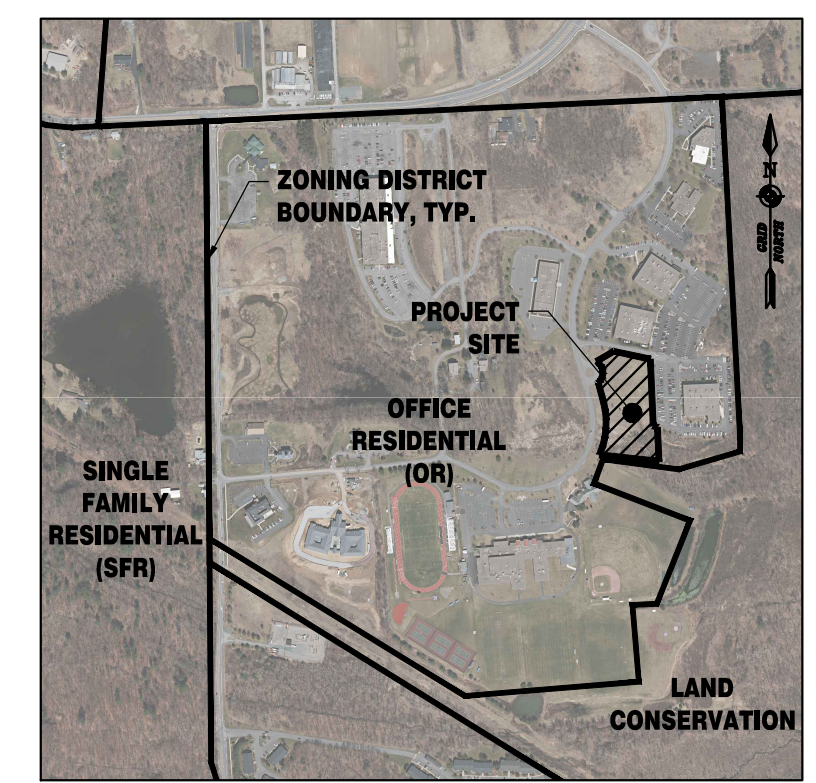 ZONING DISTRICT
BOUNDARY, TYP.
N
GRID
NORTH
PROJECT
SITE
OFFICE
RESIDENTIAL
(OR)
SINGLE
FAMILY
RESIDENTIAL
(SFR)
LAND
CONSERVATION